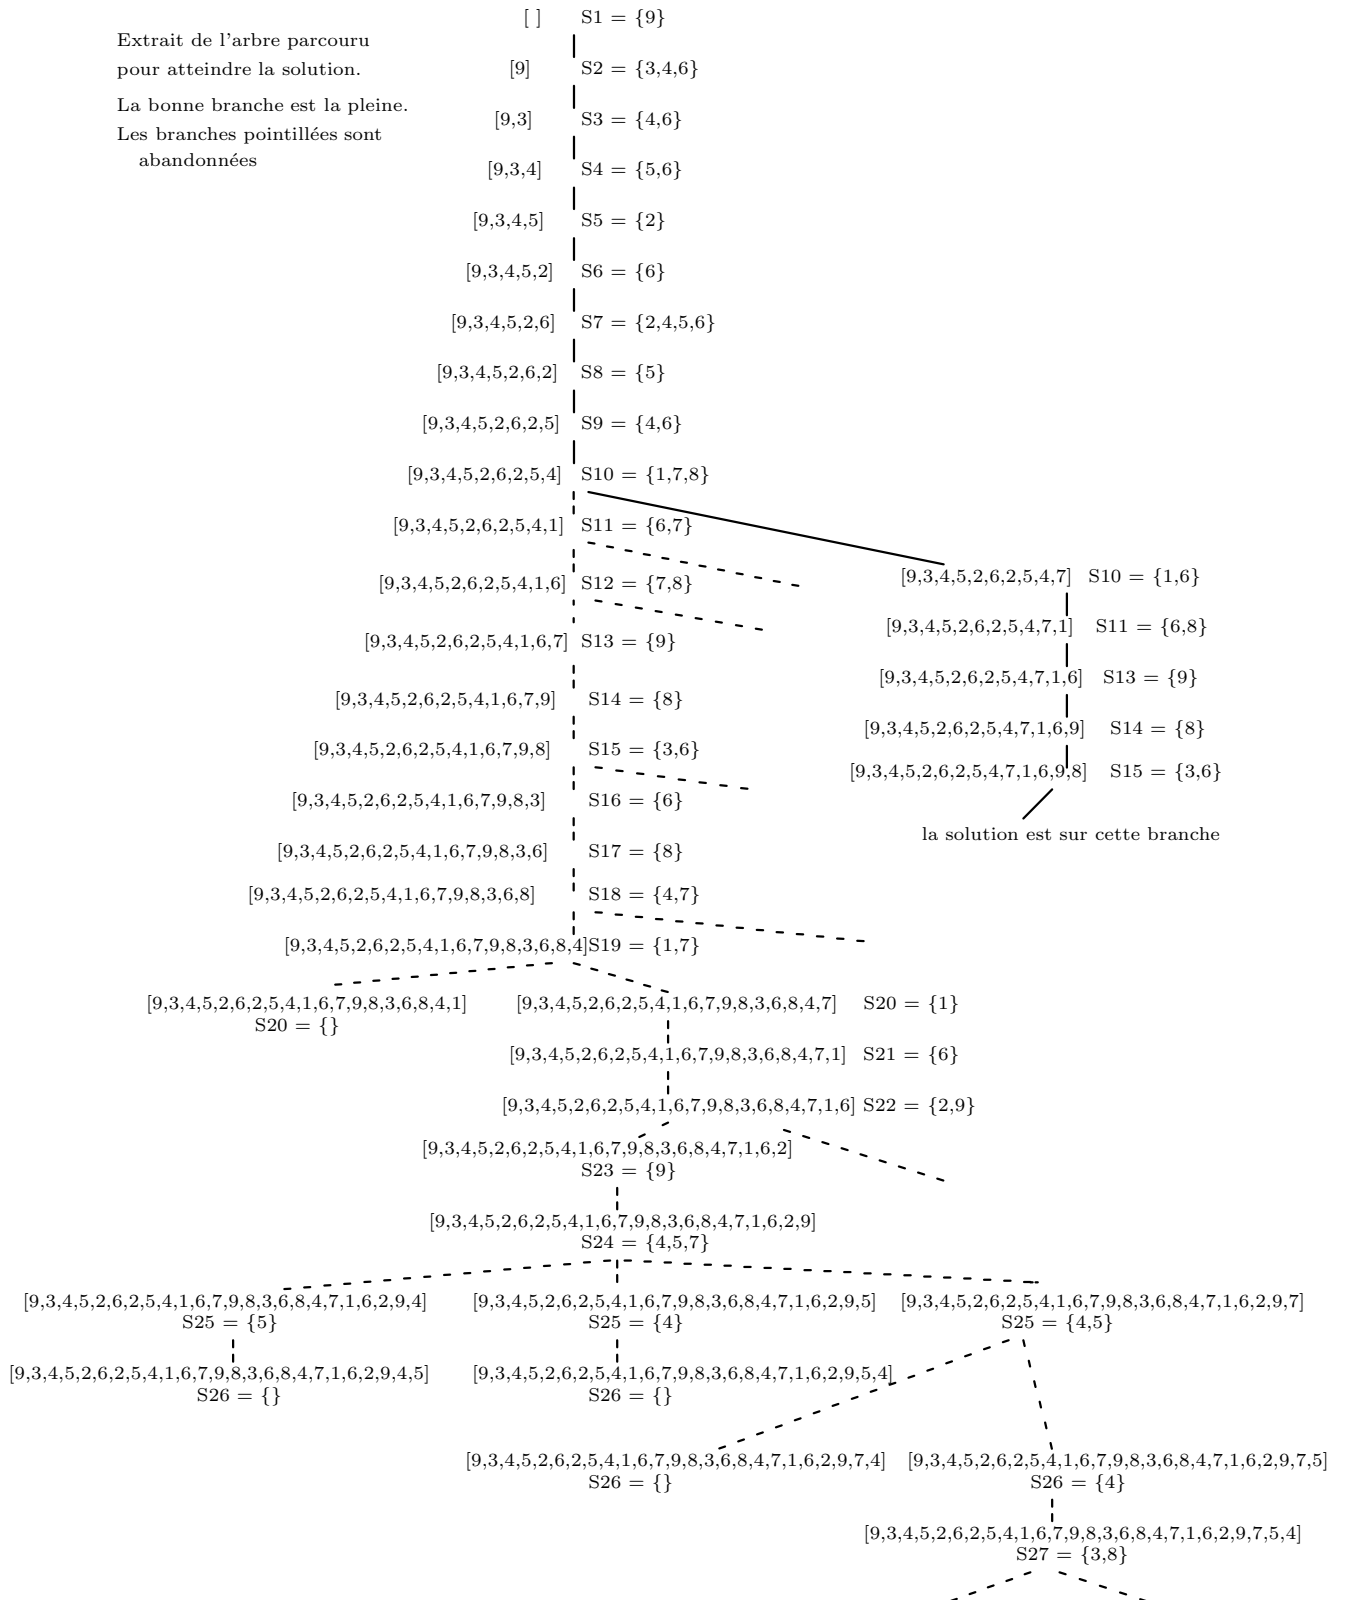 [ ] S1 = {9}
Extrait de l'arbre parcouru
pour atteindre la solution.
[9] S2 = {3,4,6}
La bonne branche est la pleine.
[9,3] S3 = {4,6}
Les branches pointillées sont
abandonnées
[9,3,4] S4 = {5,6}
[9,3,4,5] S5 = {2}
[9,3,4,5,2] S6 = {6}
[9,3,4,5,2,6] S7 = {2,4,5,6}
[9,3,4,5,2,6,2] S8 = {5}
[9,3,4,5,2,6,2,5] S9 = {4,6}
[9,3,4,5,2,6,2,5,4] S10 = {1,7,8}
[9,3,4,5,2,6,2,5,4,1] S11 = {6,7}
[9,3,4,5,2,6,2,5,4,7] S10 = {1,6}
[9,3,4,5,2,6,2,5,4,1,6] S12 = {7,8}
[9,3,4,5,2,6,2,5,4,7,1] S11 = {6,8}
[9,3,4,5,2,6,2,5,4,1,6,7] S13 = {9}
[9,3,4,5,2,6,2,5,4,7,1,6] S13 = {9}
[9,3,4,5,2,6,2,5,4,1,6,7,9] S14 = {8}
[9,3,4,5,2,6,2,5,4,7,1,6,9] S14 = {8}
[9,3,4,5,2,6,2,5,4,1,6,7,9,8] S15 = {3,6}
[9,3,4,5,2,6,2,5,4,7,1,6,9,8] S15 = {3,6}
[9,3,4,5,2,6,2,5,4,1,6,7,9,8,3] S16 = {6}
la solution est sur cette branche
[9,3,4,5,2,6,2,5,4,1,6,7,9,8,3,6] S17 = {8}
[9,3,4,5,2,6,2,5,4,1,6,7,9,8,3,6,8] S18 = {4,7}
[9,3,4,5,2,6,2,5,4,1,6,7,9,8,3,6,8,4]S19 = {1,7}
[9,3,4,5,2,6,2,5,4,1,6,7,9,8,3,6,8,4,1] [9,3,4,5,2,6,2,5,4,1,6,7,9,8,3,6,8,4,7] S20 = {1}
S20 = {}
[9,3,4,5,2,6,2,5,4,1,6,7,9,8,3,6,8,4,7,1] S21 = {6}
[9,3,4,5,2,6,2,5,4,1,6,7,9,8,3,6,8,4,7,1,6] S22 = {2,9}
[9,3,4,5,2,6,2,5,4,1,6,7,9,8,3,6,8,4,7,1,6,2]
S23 = {9}
[9,3,4,5,2,6,2,5,4,1,6,7,9,8,3,6,8,4,7,1,6,2,9]
S24 = {4,5,7}
[9,3,4,5,2,6,2,5,4,1,6,7,9,8,3,6,8,4,7,1,6,2,9,4] [9,3,4,5,2,6,2,5,4,1,6,7,9,8,3,6,8,4,7,1,6,2,9,5] [9,3,4,5,2,6,2,5,4,1,6,7,9,8,3,6,8,4,7,1,6,2,9,7]
S25 = {5} S25 = {4} S25 = {4,5}
[9,3,4,5,2,6,2,5,4,1,6,7,9,8,3,6,8,4,7,1,6,2,9,4,5] [9,3,4,5,2,6,2,5,4,1,6,7,9,8,3,6,8,4,7,1,6,2,9,5,4]
S26 = {} S26 = {}
[9,3,4,5,2,6,2,5,4,1,6,7,9,8,3,6,8,4,7,1,6,2,9,7,4] [9,3,4,5,2,6,2,5,4,1,6,7,9,8,3,6,8,4,7,1,6,2,9,7,5]
S26 = {} S26 = {4}
[9,3,4,5,2,6,2,5,4,1,6,7,9,8,3,6,8,4,7,1,6,2,9,7,5,4]
S27 = {3,8}